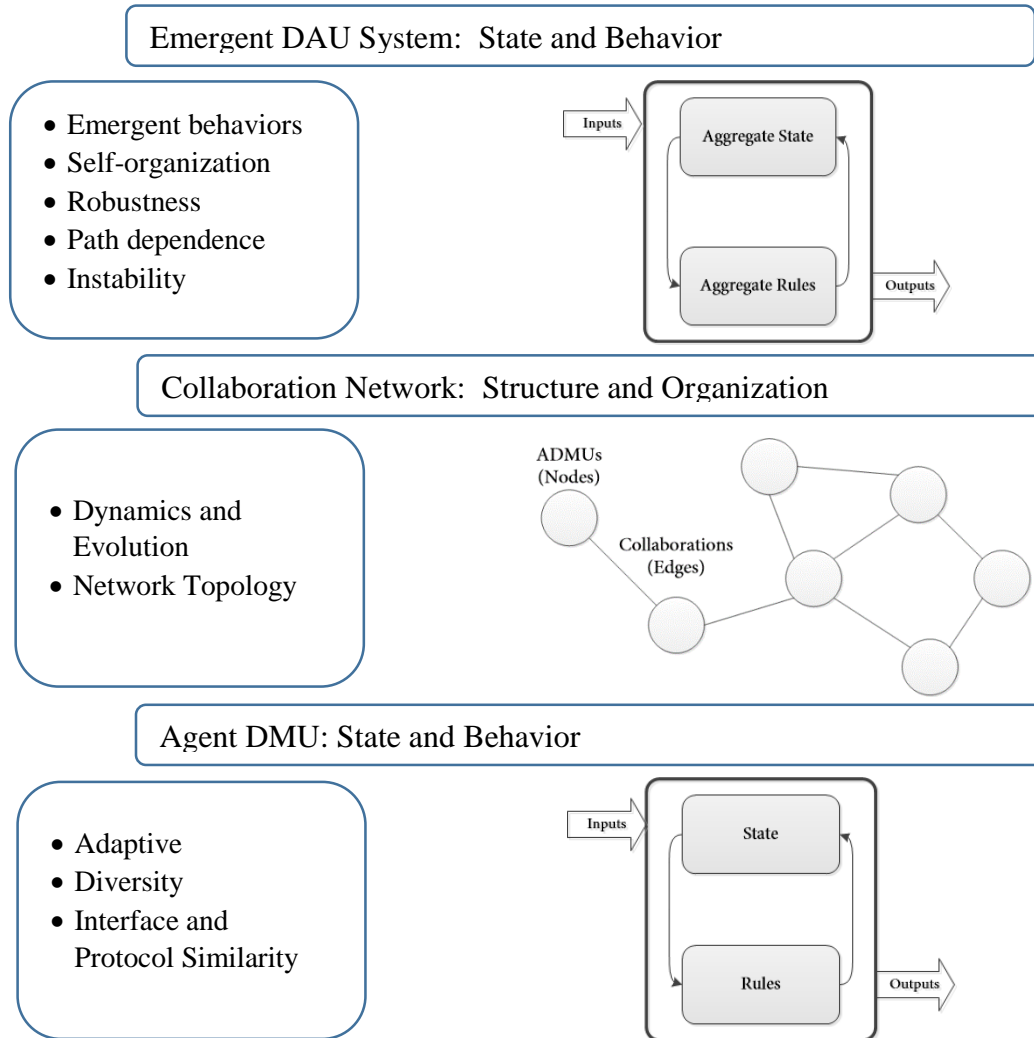 Emergent DAU System:  State and Behavior
• Emergent behaviors
• Self-organization
• Robustness
• Path dependence
• Instability
Inputs
Aggregate State
Aggregate Rules
Outputs
Collaboration Network:  Structure and Organization
• Dynamics and
Evolution
• Network Topology
ADMUs
(Nodes)
Collaborations
(Edges)
Agent DMU: State and Behavior
• Adaptive
• Diversity
• Interface and
Protocol Similarity
Inputs
State
Rules
Outputs